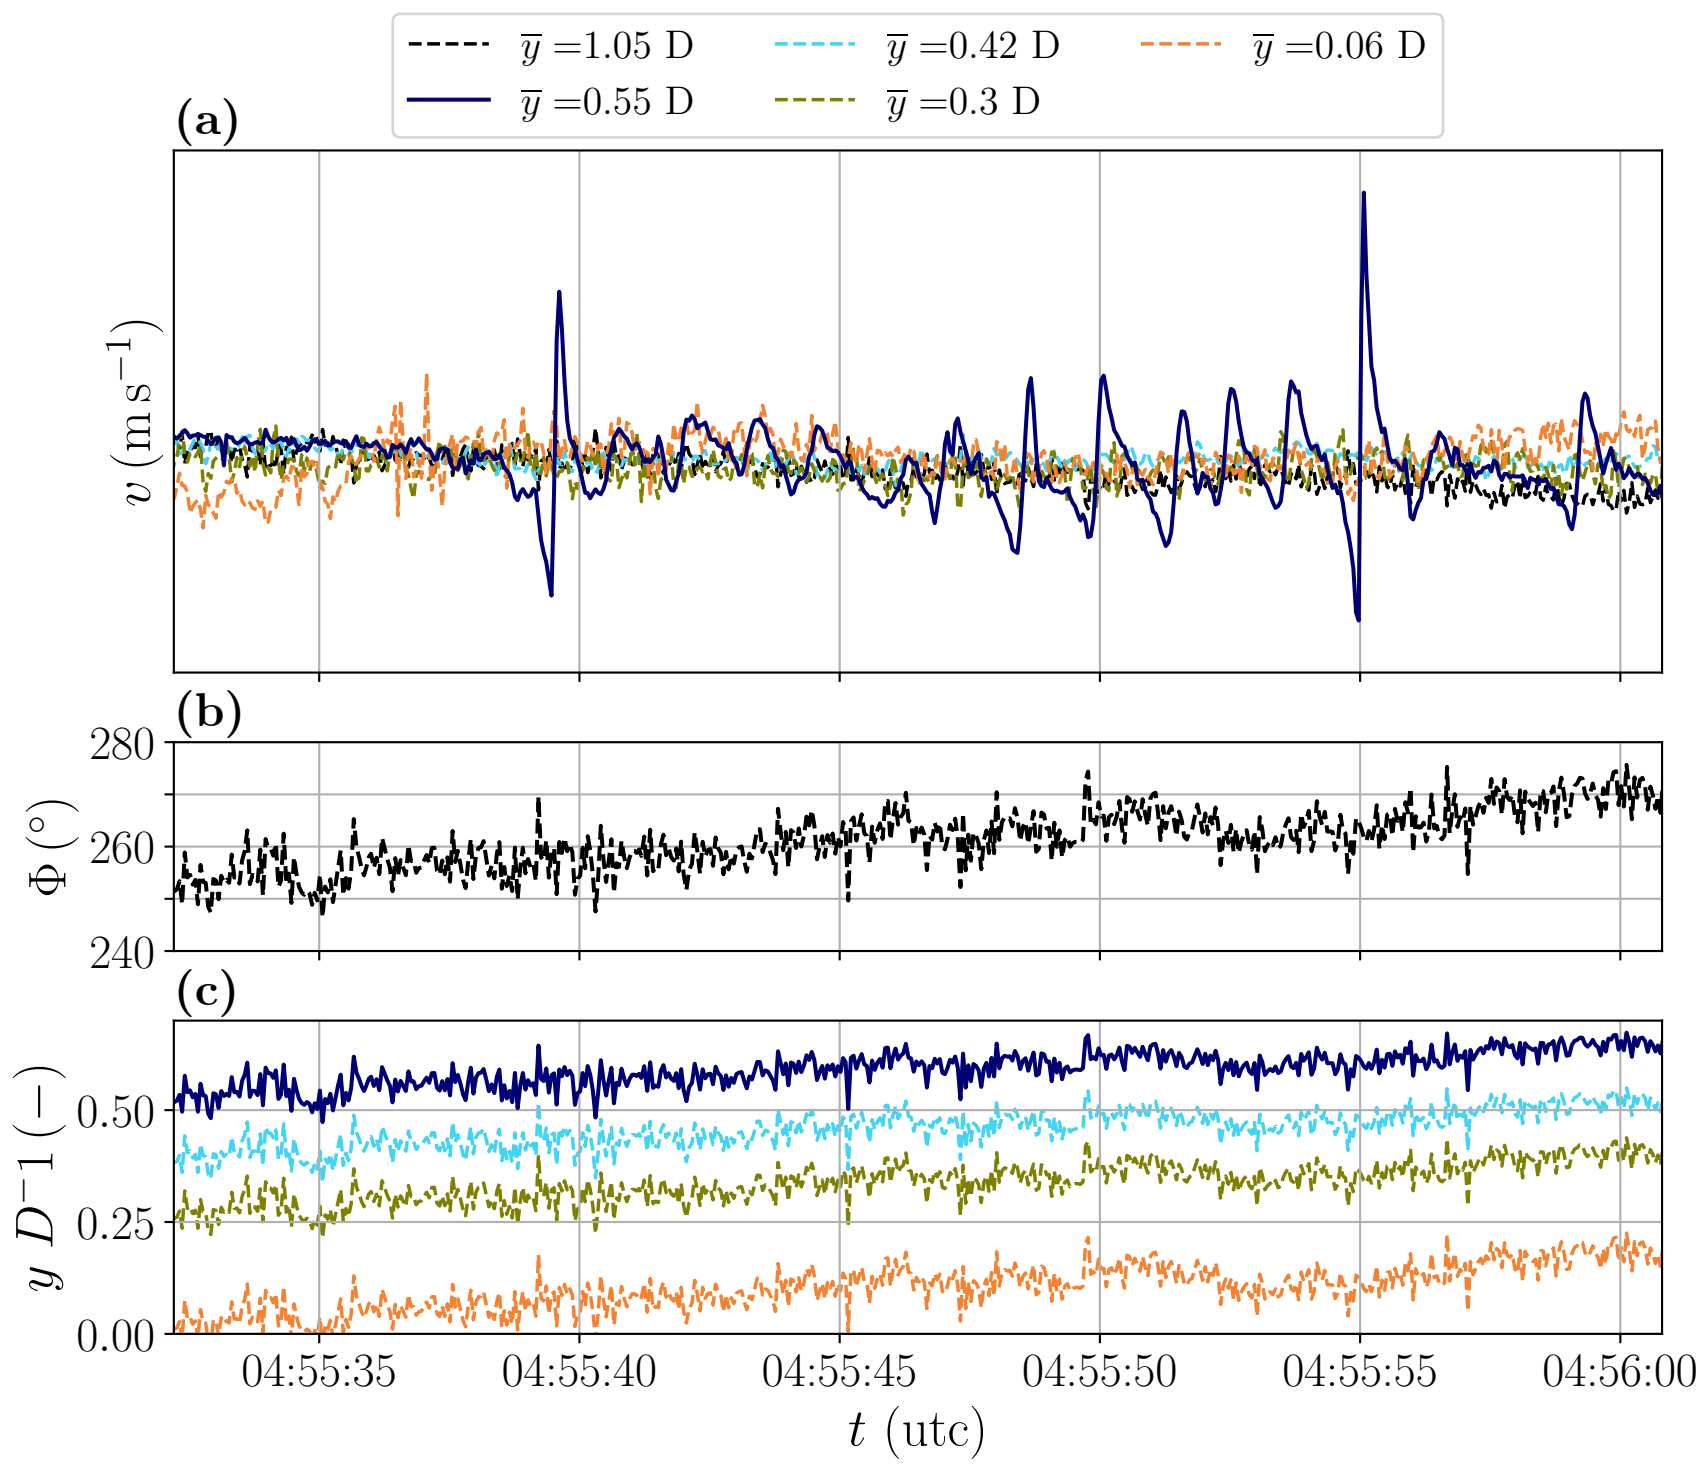 y̅ =1.05 D y̅ =0.42 D y̅ =0.06 D
y̅ =0.55 D y̅ =0.3 D
(a)
v (m s⁻¹)
(b)
280
260
240
Φ (°)
(c)
0.50
0.25
0.00
y D⁻1 (−)
04:55:35 04:55:40 04:55:45 04:55:50 04:55:55 04:56:00
t (utc)